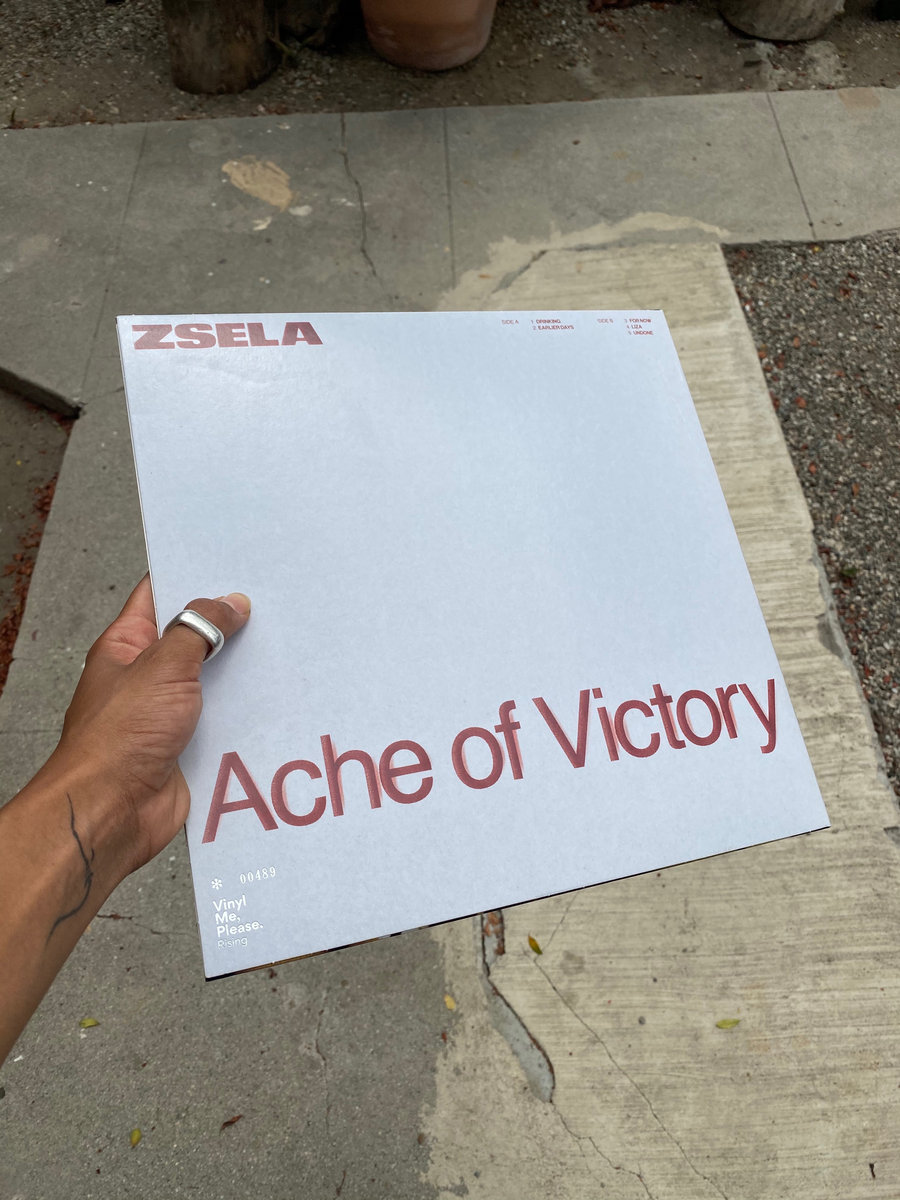 ZSELA
SIDE A 1 DRINKING
2 EARLIER DAYS
SIDE B 3 FOR NOW
4 LIZA
5 UNDONE
Ache of Victory
✻ 00489
Vinyl
Me,
Please.
Rising